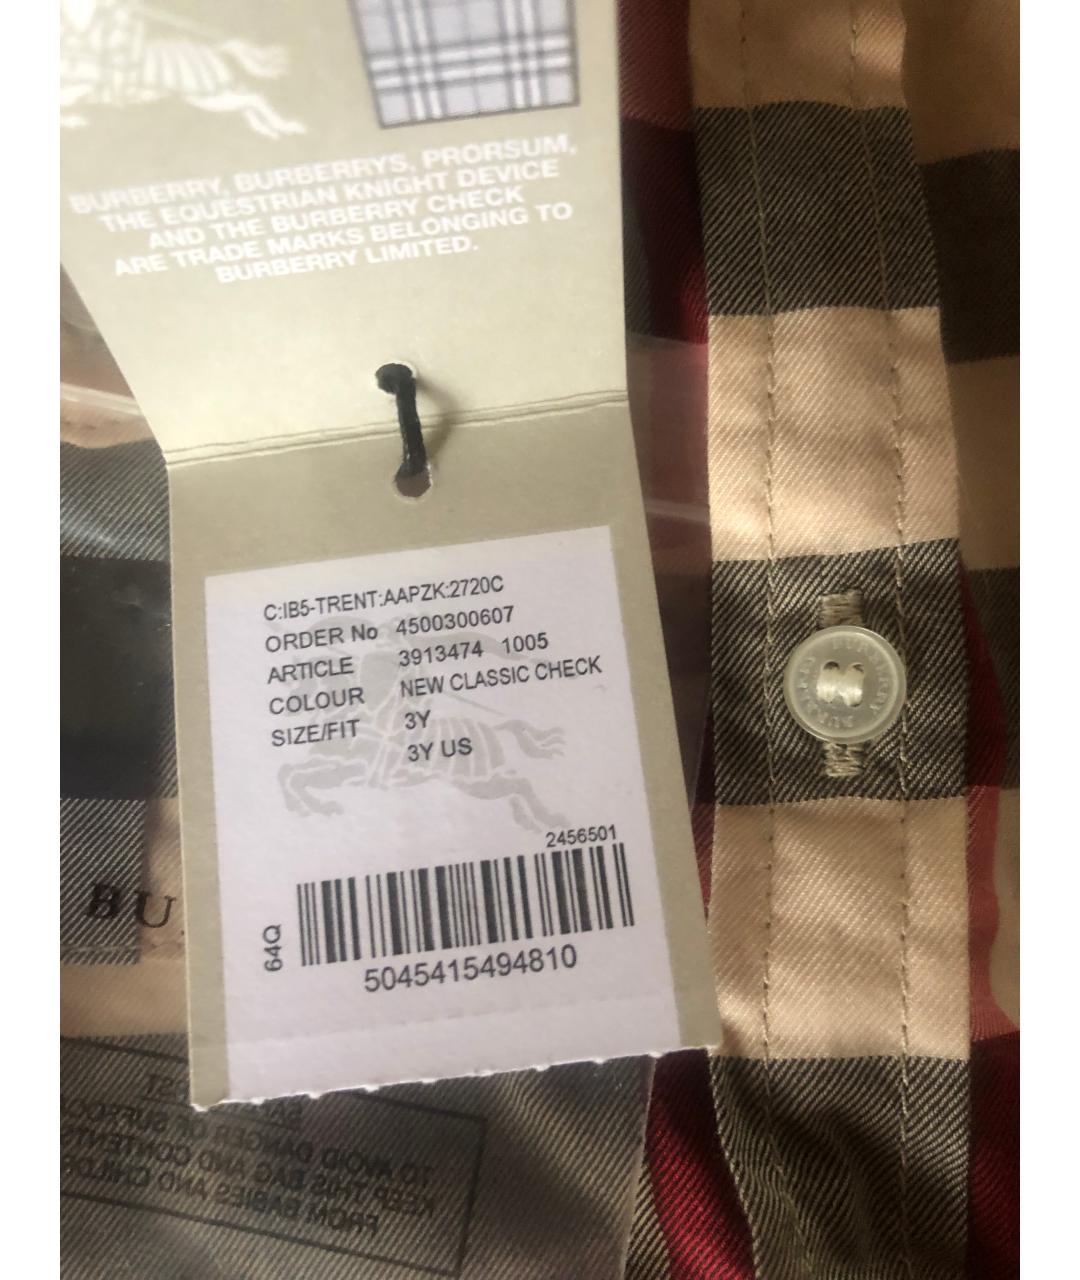 BURBERRY, BURBERRYS, PRORSUM,
THE EQUESTRIAN KNIGHT DEVICE
AND THE BURBERRY CHECK
ARE TRADE MARKS BELONGING TO
BURBERRY LIMITED.
C:IB5-TRENT:AAPZK:2720C
ORDER No 4500300607
ARTICLE 3913474 1005
COLOUR NEW CLASSIC CHECK
SIZE/FIT 3Y
3Y US
2456501
64Q
5045415494810
BURBERRY
BURBERRY
BU
TO AVOID DANGER OF
KEEP THIS BAG AND CONTENTS
FROM BABIES AND